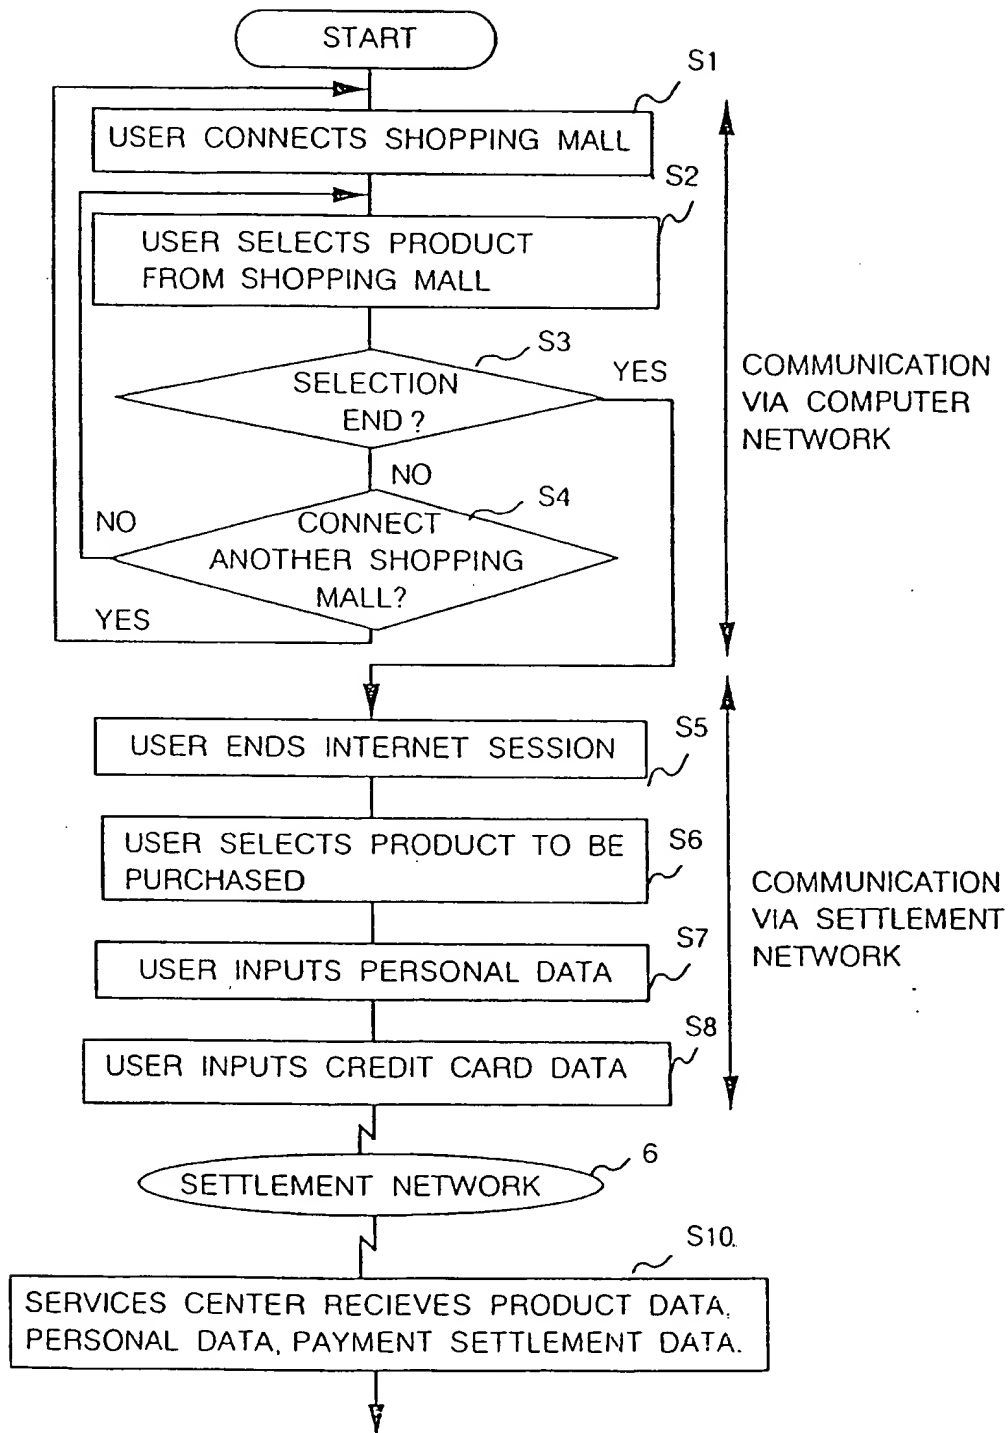 START
S1
USER CONNECTS SHOPPING MALL
S2
USER SELECTS PRODUCT
FROM SHOPPING MALL
S3
YES
SELECTION
END?
NO
S4
NO
CONNECT
ANOTHER SHOPPING
MALL?
YES
COMMUNICATION
VIA COMPUTER
NETWORK
S5
USER ENDS INTERNET SESSION
S6
USER SELECTS PRODUCT TO BE
PURCHASED
S7
USER INPUTS PERSONAL DATA
S8
USER INPUTS CREDIT CARD DATA
COMMUNICATION
VIA SETTLEMENT
NETWORK
6
SETTLEMENT NETWORK
S10
SERVICES CENTER RECIEVES PRODUCT DATA,
PERSONAL DATA, PAYMENT SETTLEMENT DATA.